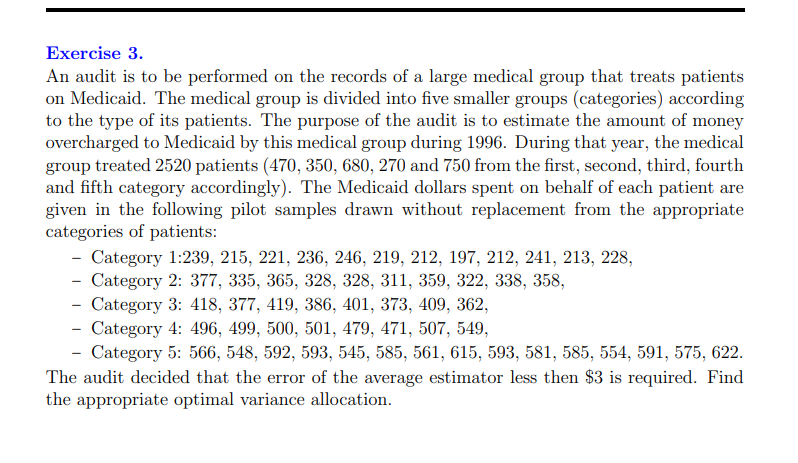 Exercise 3.
An audit is to be performed on the records of a large medical group that treats patients
on Medicaid. The medical group is divided into five smaller groups (categories) according
to the type of its patients. The purpose of the audit is to estimate the amount of money
overcharged to Medicaid by this medical group during 1996. During that year, the medical
group treated 2520 patients (470, 350, 680, 270 and 750 from the first, second, third, fourth
and fifth category accordingly). The Medicaid dollars spent on behalf of each patient are
given in the following pilot samples drawn without replacement from the appropriate
categories of patients:
– Category 1:239, 215, 221, 236, 246, 219, 212, 197, 212, 241, 213, 228,
– Category 2: 377, 335, 365, 328, 328, 311, 359, 322, 338, 358,
– Category 3: 418, 377, 419, 386, 401, 373, 409, 362,
– Category 4: 496, 499, 500, 501, 479, 471, 507, 549,
– Category 5: 566, 548, 592, 593, 545, 585, 561, 615, 593, 581, 585, 554, 591, 575, 622.
The audit decided that the error of the average estimator less then $3 is required. Find
the appropriate optimal variance allocation.